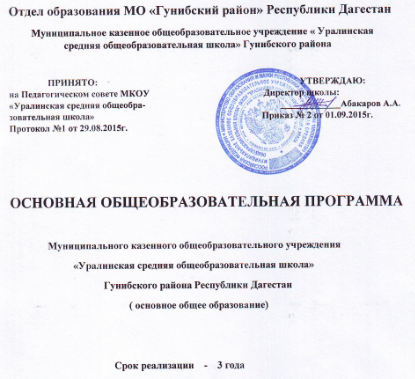 Отдел образования МО «Гунибский район» Республики Дагестан
Муниципальное казенное общеобразовательное учреждение « Уралинская
средняя общеобразовательная школа» Гунибского района
ПРИНЯТО:
на Педагогическом совете МКОУ
«Уралинская средняя общеобра-
зовательная школа»
Протокол №1 от 29.08.2015г.
УТВЕРЖДАЮ:
Директор школы:
Абакаров А.А.
Приказ № 2 от 01.09.2015г.
ОСНОВНАЯ ОБЩЕОБРАЗОВАТЕЛЬНАЯ ПРОГРАММА
Муниципального казенного общеобразовательного учреждения
«Уралинская средняя общеобразовательная школа»
Гунибского района Республики Дагестан
( основное общее образование)
Срок реализации - 3 года